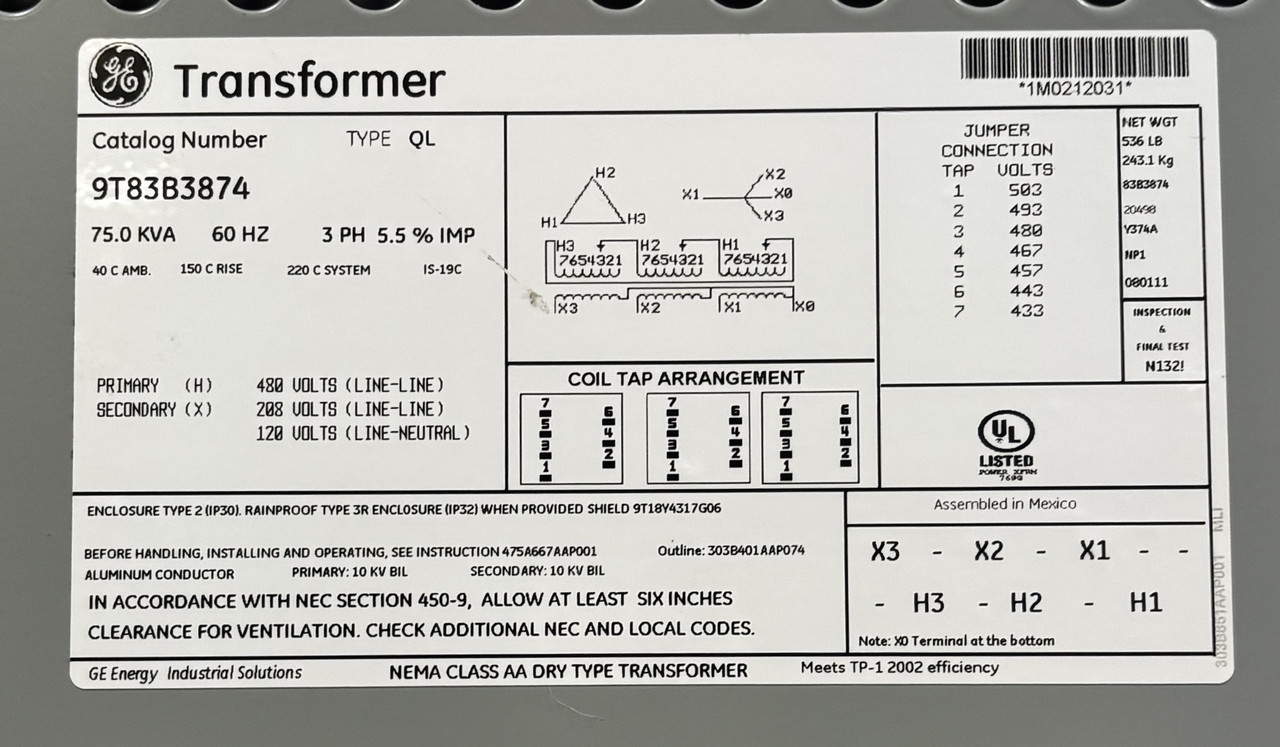 GE
Transformer
*1M0212031*
Catalog Number TYPE QL
9T83B3874
75.0 KVA 60 HZ 3 PH 5.5 % IMP
40 C AMB. 150 C RISE 220 C SYSTEM IS-19C
PRIMARY (H) 480 VOLTS (LINE-LINE)
SECONDARY (X) 208 VOLTS (LINE-LINE)
120 VOLTS (LINE-NEUTRAL)
H2
H1 H3
X2
X1 X0
X3
H3 H2 H1
7654321 7654321 7654321
X3 X2 X1 X0
COIL TAP ARRANGEMENT
7 7 7
6 6 6
5 5 5
4 4 4
3 3 3
2 2 2
1 1 1
JUMPER
CONNECTION
TAP VOLTS
1 503
2 493
3 480
4 467
5 457
6 443
7 433
NET WGT
536 LB
243.1 Kg
83B3874
20498
Y374A
NP1
080111
INSPECTION
&
FINAL TEST
N132!
UL
LISTED
POWER XFRM
769G
ENCLOSURE TYPE 2 (IP30). RAINPROOF TYPE 3R ENCLOSURE (IP32) WHEN PROVIDED SHIELD 9T18Y4317G06
BEFORE HANDLING, INSTALLING AND OPERATING, SEE INSTRUCTION 475A667AAP001 Outline: 303B401AAP074
ALUMINUM CONDUCTOR PRIMARY: 10 KV BIL SECONDARY: 10 KV BIL
IN ACCORDANCE WITH NEC SECTION 450-9, ALLOW AT LEAST SIX INCHES
CLEARANCE FOR VENTILATION. CHECK ADDITIONAL NEC AND LOCAL CODES.
Assembled in Mexico
X3 - X2 - X1 - -
- H3 - H2 - H1
Note: X0 Terminal at the bottom
GE Energy Industrial Solutions NEMA CLASS AA DRY TYPE TRANSFORMER Meets TP-1 2002 efficiency
303B861AAP001 MLI